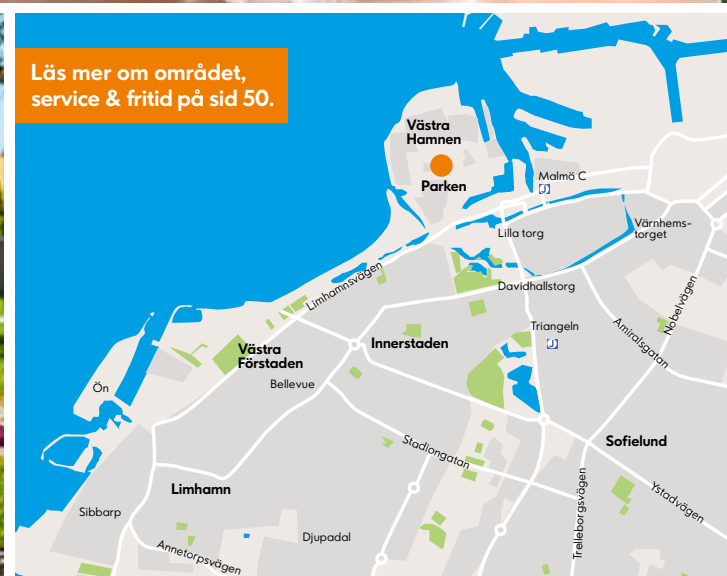 Läs mer om området,
service & fritid på sid 50.
Västra
Hamnen
Parken
Malmö C
J
Värnhems-
torget
Lilla torg
Limhamnsvägen
Davidhallstorg
Nobelvägen
Triangeln
J
Amiralsgatan
Innerstaden
Västra
Förstaden
Bellevue
Ön
Sofielund
Stadiongatan
Limhamn
Ystadvägen
Trelleborgsvägen
Sibbarp
Djupadal
Annetorpsvägen